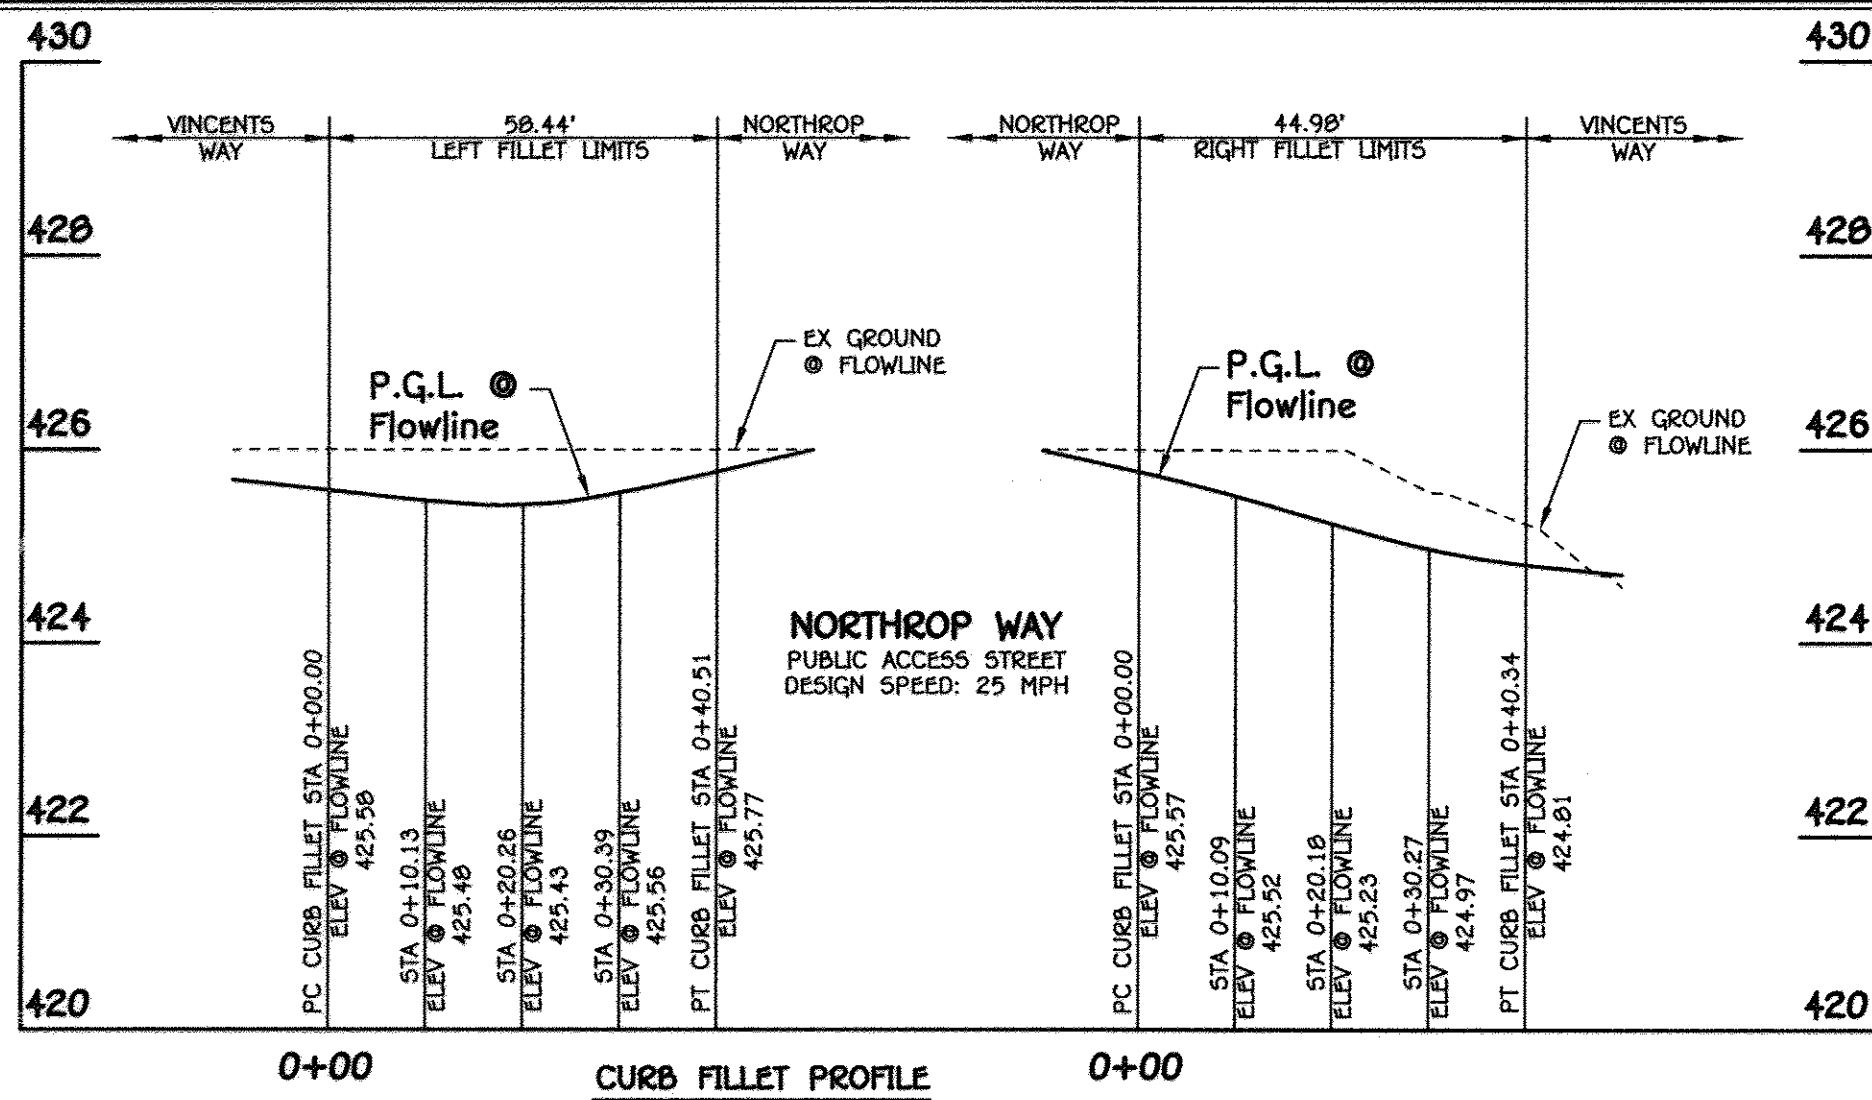 430
430
VINCENTS
WAY
58.44'
LEFT FILLET LIMITS
NORTHROP
WAY
NORTHROP
WAY
44.98'
RIGHT FILLET LIMITS
VINCENTS
WAY
428
428
EX GROUND
@ FLOWLINE
P.G.L. @
Flowline
P.G.L. @
Flowline
EX GROUND
@ FLOWLINE
426
426
424
424
NORTHROP WAY
PUBLIC ACCESS STREET
DESIGN SPEED: 25 MPH
PC CURB FILLET STA 0+00.00
ELEV @ FLOWLINE
425.58
STA 0+10.13
ELEV @ FLOWLINE
425.48
STA 0+20.26
ELEV @ FLOWLINE
425.43
STA 0+30.39
ELEV @ FLOWLINE
425.56
PT CURB FILLET STA 0+40.51
ELEV @ FLOWLINE
425.77
PC CURB FILLET STA 0+00.00
ELEV @ FLOWLINE
425.57
STA 0+10.09
ELEV @ FLOWLINE
425.52
STA 0+20.18
ELEV @ FLOWLINE
425.23
STA 0+30.27
ELEV @ FLOWLINE
424.97
PT CURB FILLET STA 0+40.34
ELEV @ FLOWLINE
424.81
422
422
420
420
0+00
0+00
CURB FILLET PROFILE